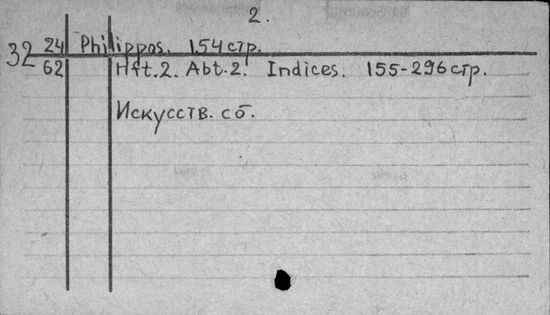 2.
32 24 Philippos. 154 стр.
62 Hft. 2. Abt. 2. Indices. 155-296 стр.
Искусств. сб.